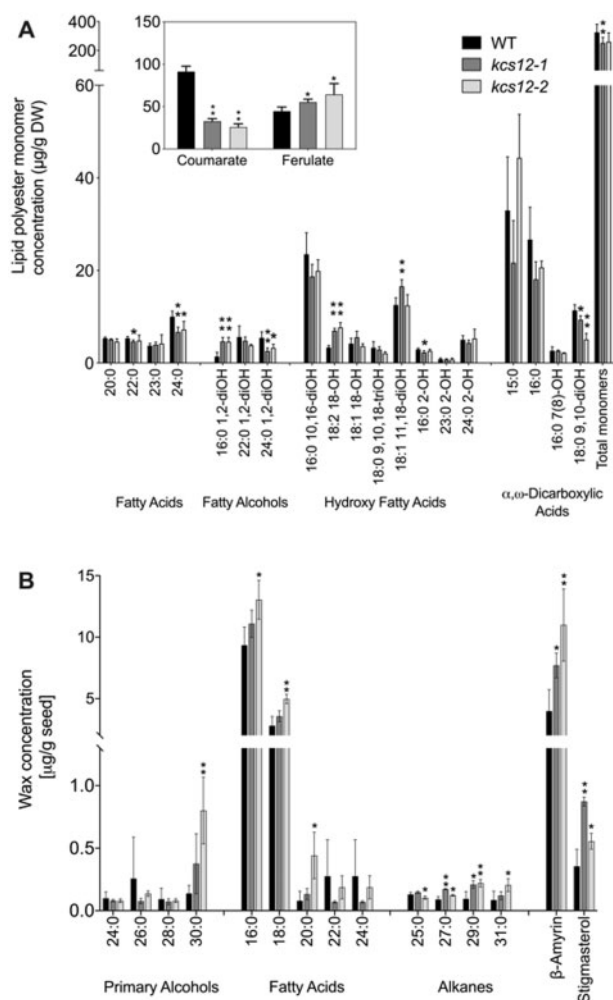 A
Lipid polyester monomer
concentration (µg/g DW)
400
300
200
60
40
20
0
150
100
50
0
Coumarate
Ferulate
WT
kcs12-1
kcs12-2
20:0
22:0
23:0
24:0
16:0 1,2-diOH
22:0 1,2-diOH
24:0 1,2-diOH
16:0 10,16-diOH
18:2 18-OH
18:1 18-OH
18:0 9,10,18-triOH
18:1 11,18-diOH
16:0 2-OH
23:0 2-OH
24:0 2-OH
15:0
16:0
16:0 7(8)-OH
18:0 9,10-diOH
Total monomers
Fatty Acids
Fatty Alcohols
Hydroxy Fatty Acids
α,ω-Dicarboxylic
Acids
B
Wax concentration
[µg/g seed]
15
10
5
1.0
0.5
0.0
24:0
26:0
28:0
30:0
16:0
18:0
20:0
22:0
24:0
25:0
27:0
29:0
31:0
β-Amyrin
Stigmasterol
Primary Alcohols
Fatty Acids
Alkanes